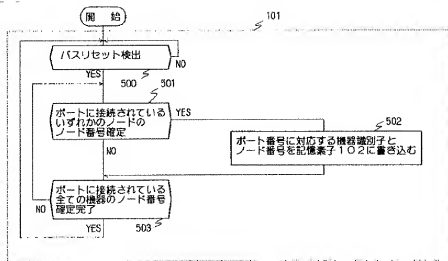 開 始
101
バスリセット検出
NO
YES
500
501
ポートに接続されている
いずれかのノードの
ノード番号確定
YES
502
ポート番号に対応する機器識別子と
ノード番号を記憶素子102に書き込む
NO
ポートに接続されている
全ての機器のノード番号
確定完了
NO
YES
503